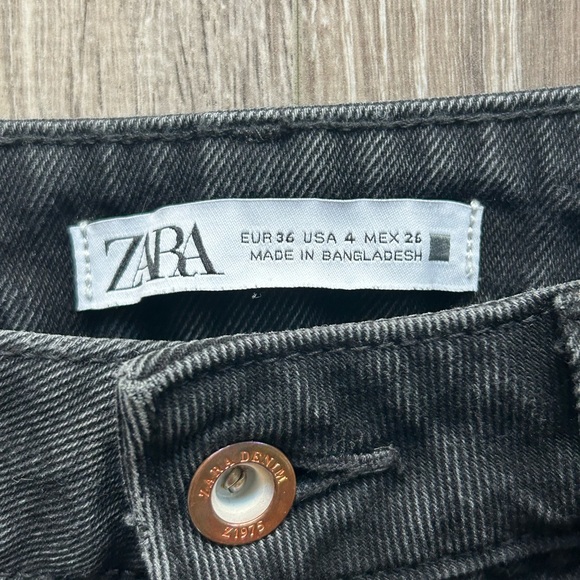 ZARA
EUR 36 USA 4 MEX 26
MADE IN BANGLADESH
ZARA DENIM
Z1975